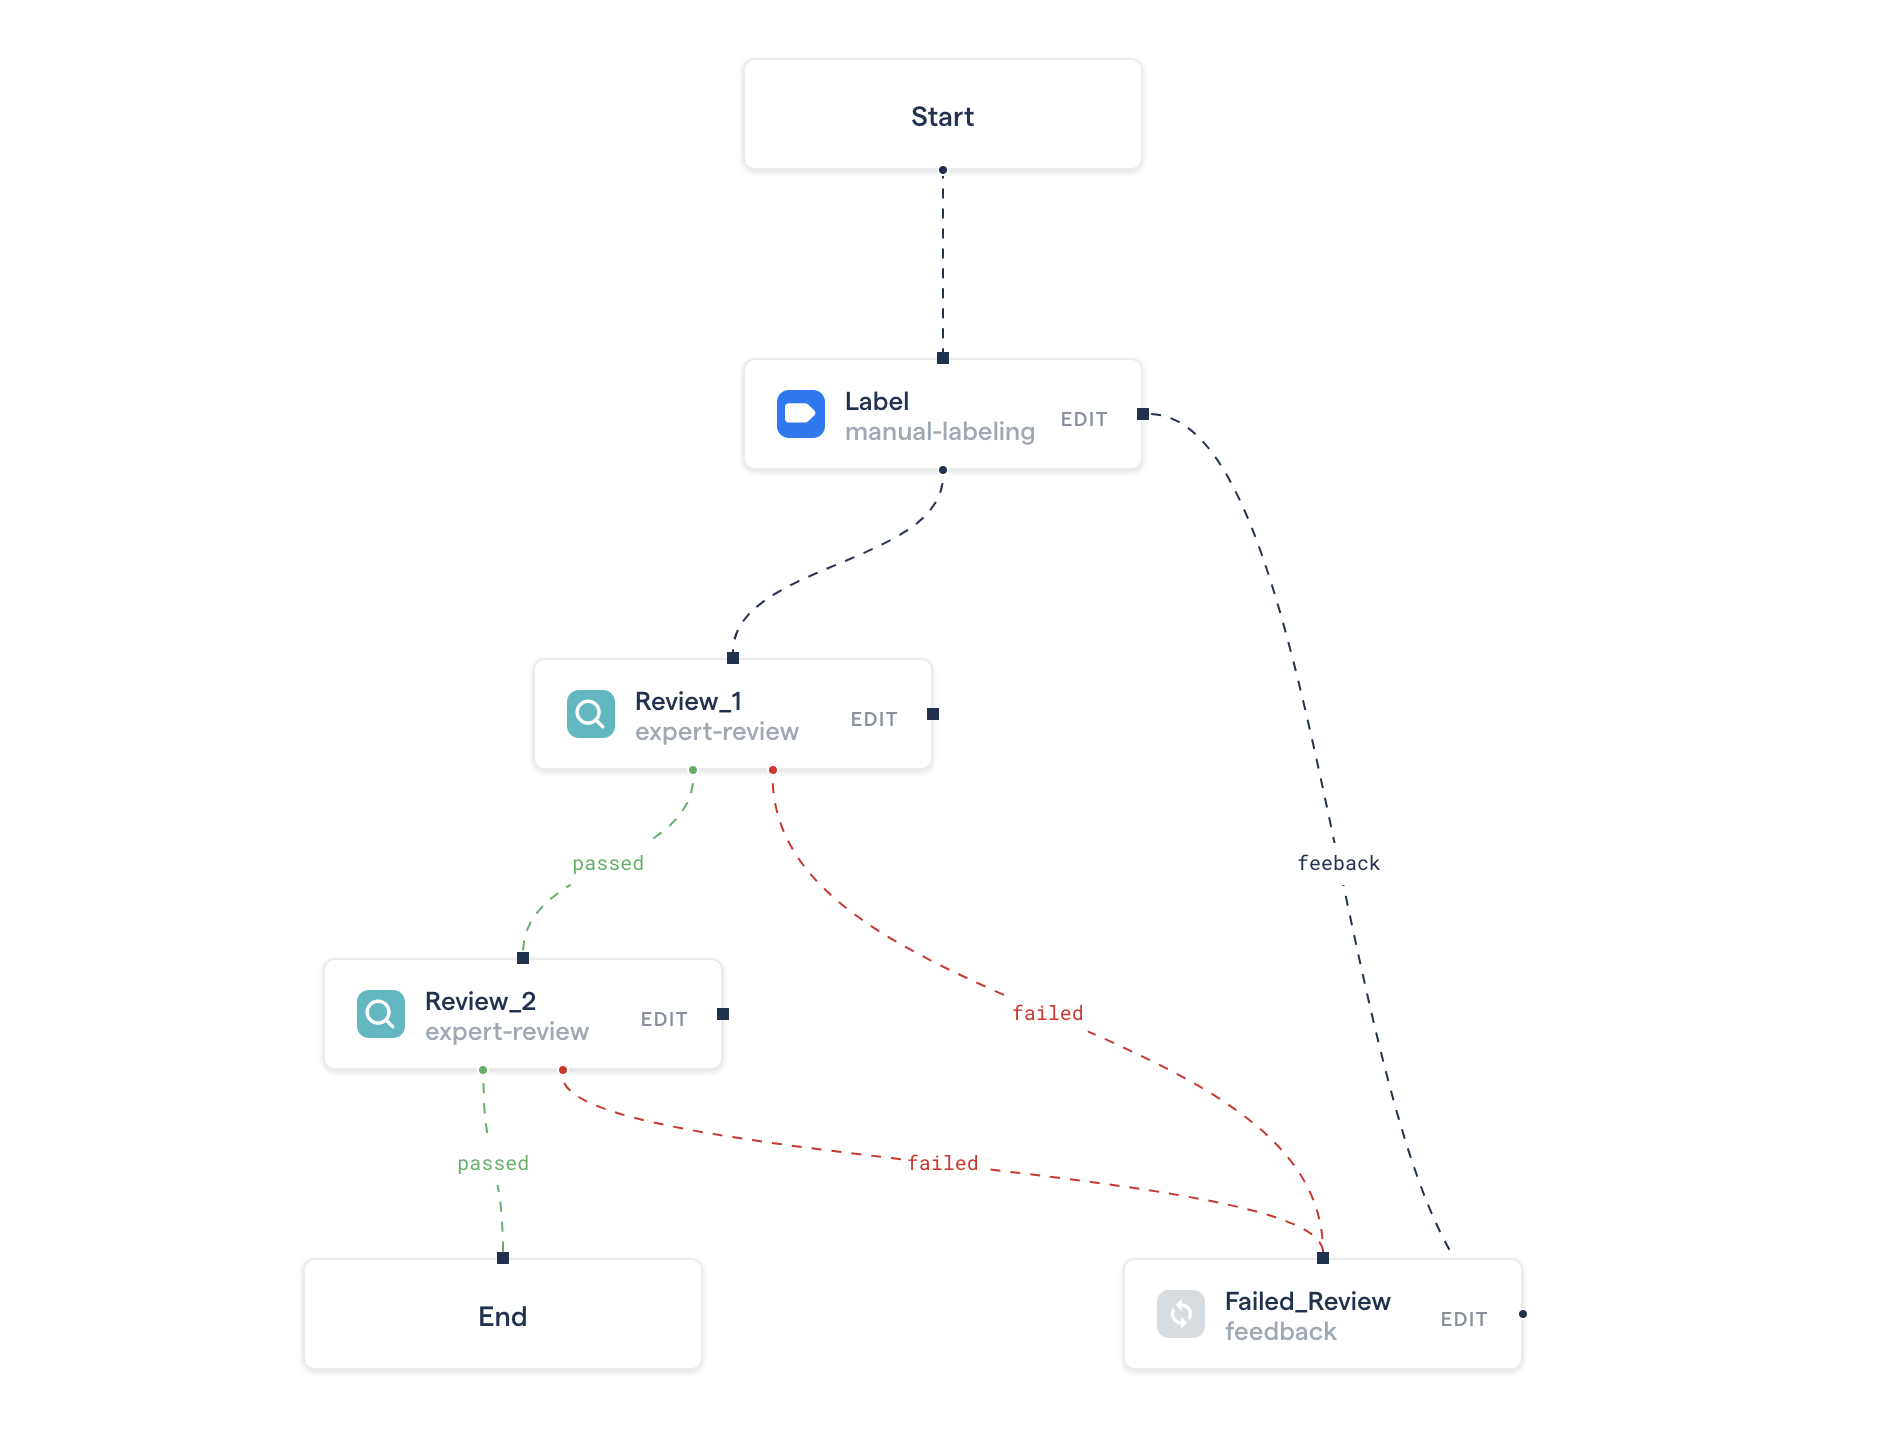 Start
Label
manual-labeling
EDIT
Review_1
expert-review
EDIT
passed
feeback
Review_2
expert-review
EDIT
failed
passed
failed
End
Failed_Review
feedback
EDIT